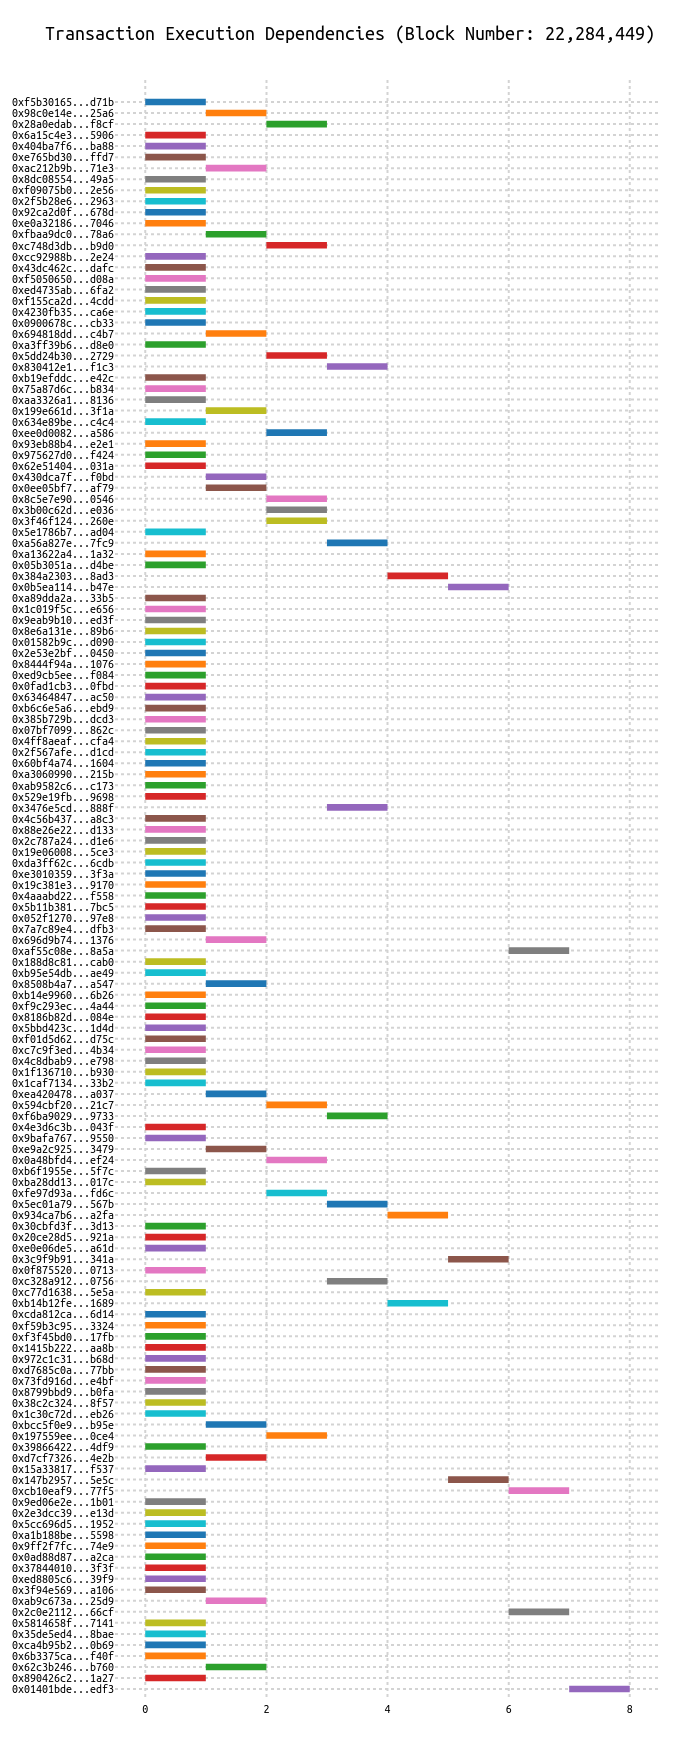 Transaction Execution Dependencies (Block Number: 22,284,449)
0xf5b30165...d71b
0x98c0e14e...25a6
0x28a0edab...f8cf
0x6a15c4e3...5906
0x404ba7f6...ba88
0xe765bd30...ffd7
0xac212b9b...71e3
0x8dc08554...49a5
0xf09075b0...2e56
0x2f5b28e6...2963
0x92ca2d0f...678d
0xe0a32186...7046
0xfbaa9dc0...78a6
0xc748d3db...b9d0
0xcc92988b...2e24
0x43dc462c...dafc
0xf5050650...d08a
0xed4735ab...6fa2
0xf155ca2d...4cdd
0x4230fb35...ca6e
0x0900678c...cb33
0x694818dd...c4b7
0xa3ff39b6...d8e0
0x5dd24b30...2729
0x830412e1...f1c3
0xb19efddc...e42c
0x75a87d6c...b834
0xaa3326a1...8136
0x199e661d...3f1a
0x634e89be...c4c4
0xee0d0082...a586
0x93eb88b4...e2e1
0x975627d0...f424
0x62e51404...031a
0x430dca7f...f0bd
0x0ee05bf7...af79
0x8c5e7e90...0546
0x3b00c62d...e036
0x3f46f124...260e
0x5e1786b7...ad04
0xa56a827e...7fc9
0xa13622a4...1a32
0x05b3051a...d4be
0x384a2303...8ad3
0x0b5ea114...b47e
0xa89dda2a...33b5
0x1c019f5c...e656
0x9eab9b10...ed3f
0x8e6a131e...89b6
0x01582b9c...d090
0x2e53e2bf...0450
0x8444f94a...1076
0xed9cb5ee...f084
0x0fad1cb3...0fbd
0x63464847...ac50
0xb6c6e5a6...ebd9
0x385b729b...dcd3
0x07bf7099...862c
0x4ff8aeaf...cfa4
0x2f567afe...d1cd
0x60bf4a74...1604
0xa3060990...215b
0xab9582c6...c173
0x529e19fb...9698
0x3476e5cd...888f
0x4c56b437...a8c3
0x88e26e22...d133
0x2c787a24...d1e6
0x19e06008...5ce3
0xda3ff62c...6cdb
0xe3010359...3f3a
0x19c381e3...9170
0x4aaabd22...f558
0x5b11b381...7bc5
0x052f1270...97e8
0x7a7c89e4...dfb3
0x696d9b74...1376
0xaf55c08e...8a5a
0x188d8c81...cab0
0xb95e54db...ae49
0x8508b4a7...a547
0xb14e9960...6b26
0xf9c293ec...4a44
0x8186b82d...084e
0x5bbd423c...1d4d
0xf01d5d62...d75c
0xc7c9f3ed...4b34
0x4c8dbab9...e798
0x1f136710...b930
0x1caf7134...33b2
0xea420478...a037
0x594cbf20...21c7
0xf6ba9029...9733
0x4e3d6c3b...043f
0x9bafa767...9550
0xe9a2c925...3479
0x0a48bfd4...ef24
0xb6f1955e...5f7c
0xba28dd13...017c
0xfe97d93a...fd6c
0x5ec01a79...567b
0x934ca7b6...a2fa
0x30cbfd3f...3d13
0x20ce28d5...921a
0xe0e06de5...a61d
0x3c9f9b91...341a
0x0f875520...0713
0xc328a912...0756
0xc77d1638...5e5a
0xb14b12fe...1689
0xcda812ca...6d14
0xf59b3c95...3324
0xf3f45bd0...17fb
0x1415b222...aa8b
0x972c1c31...b68d
0xd7685c0a...77bb
0x73fd916d...e4bf
0x8799bbd9...b0fa
0x38c2c324...8f57
0x1c30c72d...eb26
0xbcc5f0e9...b95e
0x197559ee...0ce4
0x39866422...4df9
0xd7cf7326...4e2b
0x15a33817...f537
0x147b2957...5e5c
0xcb10eaf9...77f5
0x9ed06e2e...1b01
0x2e3dcc39...e13d
0x5cc696d5...1952
0xa1b188be...5598
0x9ff2f7fc...74e9
0x0ad88d87...a2ca
0x37844010...3f3f
0xed8805c6...39f9
0x3f94e569...a106
0xab9c673a...25d9
0x2c0e2112...66cf
0x5814658f...7141
0x35de5ed4...8bae
0xca4b95b2...0b69
0x6b3375ca...f40f
0x62c3b246...b760
0x890426c2...1a27
0x01401bde...edf3
0 2 4 6 8